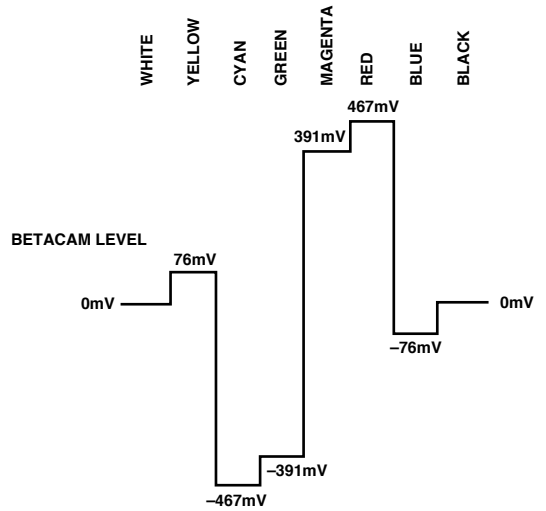 WHITE
YELLOW
CYAN
GREEN
MAGENTA
RED
BLUE
BLACK
467mV
391mV
BETACAM LEVEL
76mV
0mV
0mV
–76mV
–391mV
–467mV